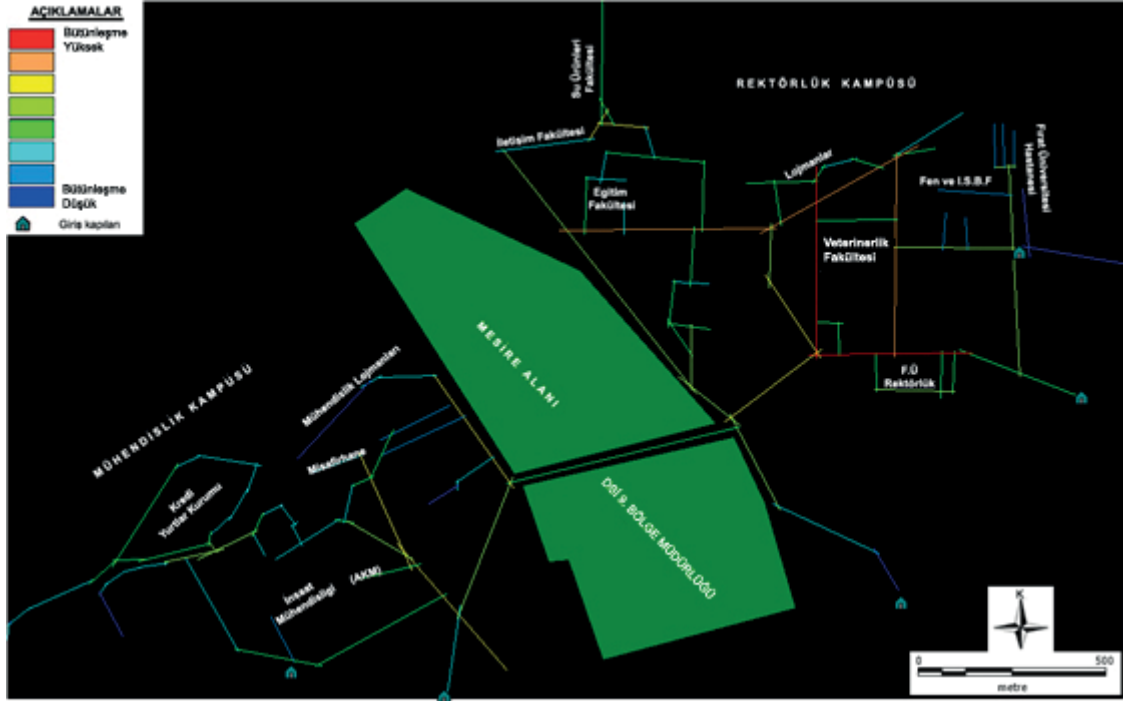 AÇIKLAMALAR
Bütünleşme
Yüksek
Bütünleşme
Düşük
Giriş kapıları
Su Ürünleri
Fakültesi
REKTÖRLÜK KAMPÜSÜ
İletişim Fakültesi
Lojmanlar
Fırat Üniversitesi
Hastanesi
Fen ve I.S.B.F
Eğitim
Fakültesi
Veterinerlik
Fakültesi
MESİRE ALANI
F.Ü
Rektörlük
MÜHENDİSLİK KAMPÜSÜ
Mühendislik Lojmanları
Misafirhane
Kredi
Yurtlar Kurumu
DSİ 9. BÖLGE MÜDÜRLÜĞÜ
İnşaat
Mühendisligi
(AKM)
K
0 500
metre